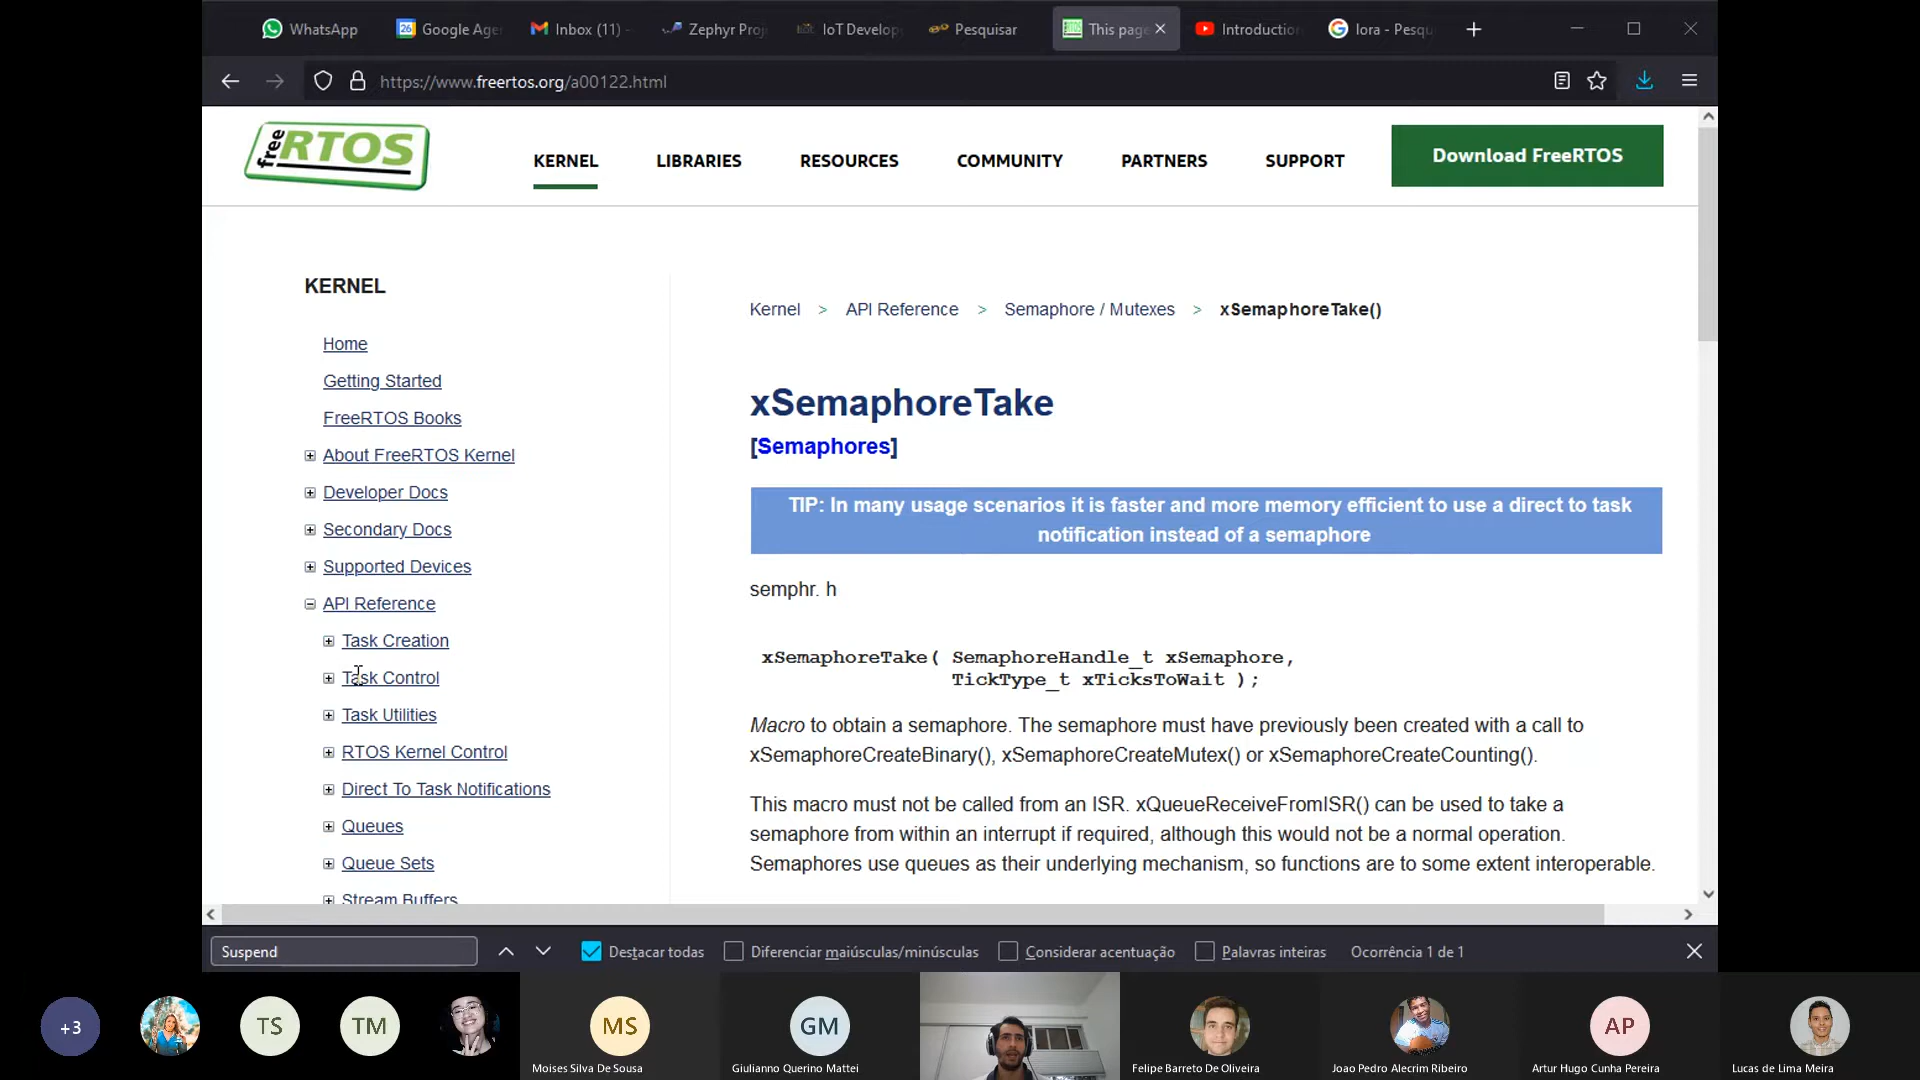 WhatsApp
Google Age
Inbox (11) -
Zephyr Proj
IoT Develop
Pesquisar
This page
Introduction
lora - Pesqu
https://www.freertos.org/a00122.html
free RTOS
KERNEL
LIBRARIES
RESOURCES
COMMUNITY
PARTNERS
SUPPORT
Download FreeRTOS
KERNEL
Home
Getting Started
FreeRTOS Books
About FreeRTOS Kernel
Developer Docs
Secondary Docs
Supported Devices
API Reference
Task Creation
Task Control
Task Utilities
RTOS Kernel Control
Direct To Task Notifications
Queues
Queue Sets
Stream Buffers
Kernel > API Reference > Semaphore / Mutexes > xSemaphoreTake()
xSemaphoreTake
[Semaphores]
TIP: In many usage scenarios it is faster and more memory efficient to use a direct to task
notification instead of a semaphore
semphr. h
xSemaphoreTake( SemaphoreHandle_t xSemaphore,
TickType_t xTicksToWait );
Macro to obtain a semaphore. The semaphore must have previously been created with a call to
xSemaphoreCreateBinary(), xSemaphoreCreateMutex() or xSemaphoreCreateCounting().
This macro must not be called from an ISR. xQueueReceiveFromISR() can be used to take a
semaphore from within an interrupt if required, although this would not be a normal operation.
Semaphores use queues as their underlying mechanism, so functions are to some extent interoperable.
Suspend
Destacar todas
Diferenciar maiúsculas/minúsculas
Considerar acentuação
Palavras inteiras
Ocorrência 1 de 1
+3
TS
TM
MS
Moises Silva De Sousa
GM
Giulianno Querino Mattei
Felipe Barreto De Oliveira
Joao Pedro Alecrim Ribeiro
AP
Artur Hugo Cunha Pereira
Lucas de Lima Meira